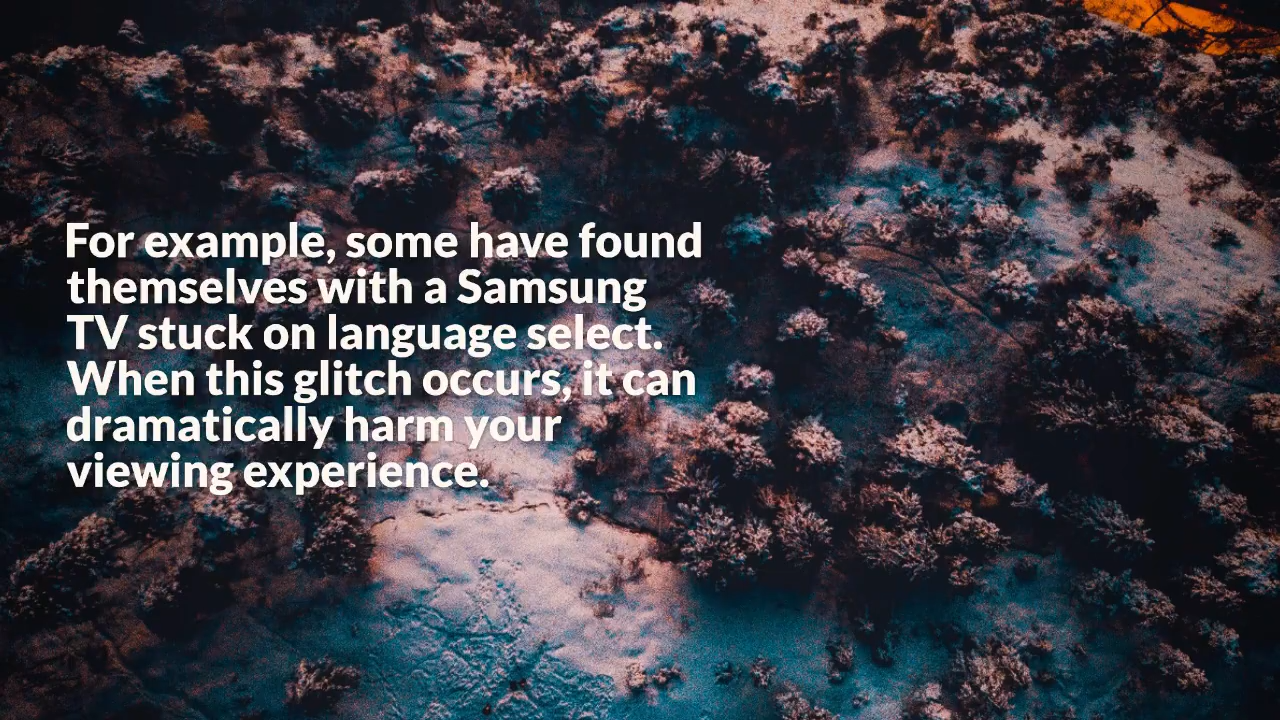 For example, some have found
themselves with a Samsung
TV stuck on language select.
When this glitch occurs, it can
dramatically harm your
viewing experience.